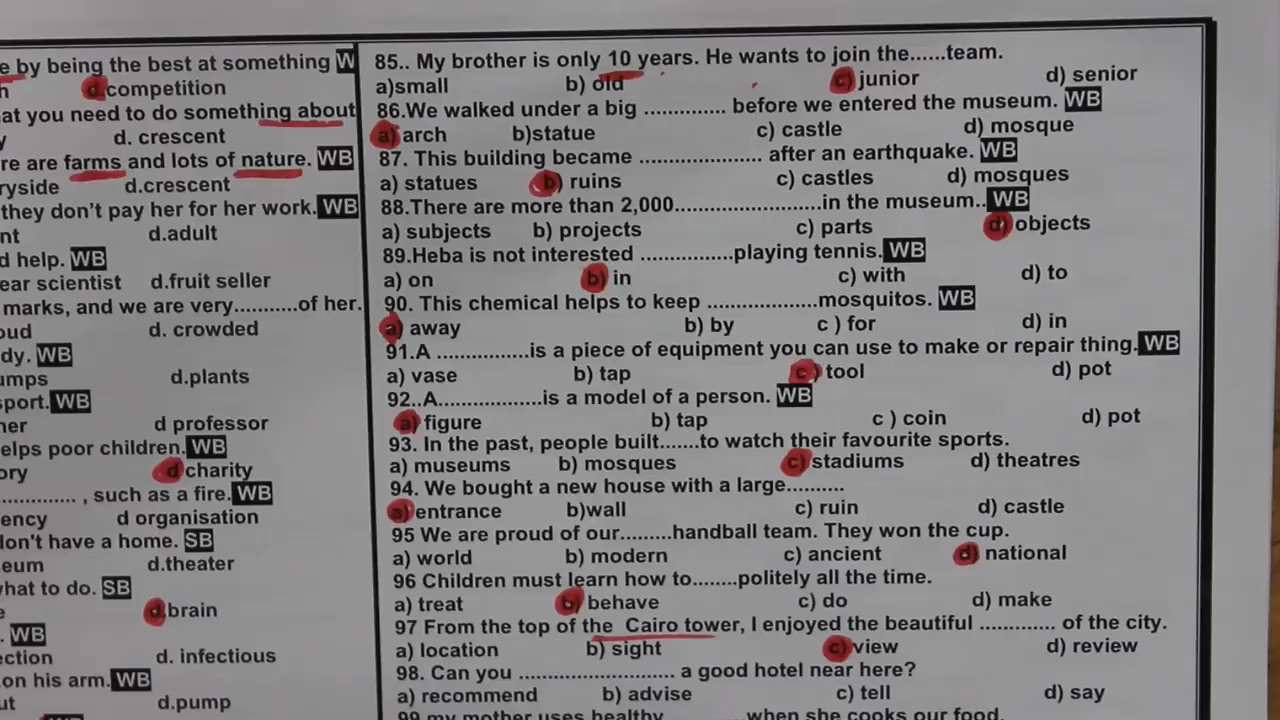 e by being the best at something W
h d. competition
at you need to do something about
y d. crescent
re are farms and lots of nature. WB
ryside d.crescent
they don't pay her for her work. WB
nt d.adult
d help. WB
ear scientist d.fruit seller
marks, and we are very..........of her.
oud d. crowded
dy. WB
umps d.plants
sport. WB
her d professor
helps poor children. WB
ory d charity
............. , such as a fire. WB
ency d organisation
don't have a home. SB
eum d.theater
what to do. SB
e d.brain
. WB
ection d. infectious
on his arm. WB
ut d.pump
85.. My brother is only 10 years. He wants to join the......team.
a)small b) old c) junior d) senior
86.We walked under a big ............. before we entered the museum. WB
a) arch b)statue c) castle d) mosque
87. This building became .................... after an earthquake. WB
a) statues b) ruins c) castles d) mosques
88.There are more than 2,000........................in the museum.. WB
a) subjects b) projects c) parts d) objects
89.Heba is not interested ...............playing tennis. WB
a) on b) in c) with d) to
90. This chemical helps to keep ..................mosquitos. WB
a) away b) by c ) for d) in
91.A ...............is a piece of equipment you can use to make or repair thing. WB
a) vase b) tap c) tool d) pot
92..A.................is a model of a person. WB
a) figure b) tap c ) coin d) pot
93. In the past, people built.......to watch their favourite sports.
a) museums b) mosques c) stadiums d) theatres
94. We bought a new house with a large..........
a) entrance b)wall c) ruin d) castle
95 We are proud of our.........handball team. They won the cup.
a) world b) modern c) ancient d) national
96 Children must learn how to........politely all the time.
a) treat b) behave c) do d) make
97 From the top of the Cairo tower, I enjoyed the beautiful ............ of the city.
a) location b) sight c) view d) review
98. Can you ......................... a good hotel near here?
a) recommend b) advise c) tell d) say
99 my mother uses healthy ............. when she cooks our food.